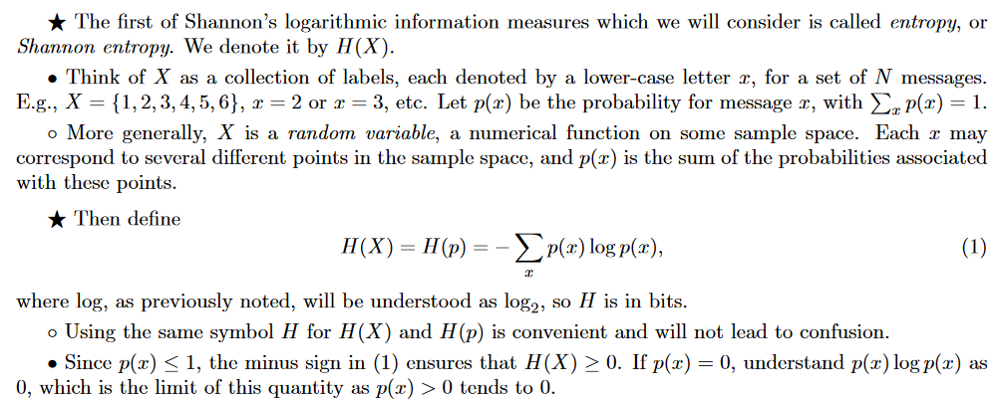 ★ The first of Shannon's logarithmic information measures which we will consider is called entropy, or
Shannon entropy. We denote it by H(X).
• Think of X as a collection of labels, each denoted by a lower-case letter x, for a set of N messages.
E.g., X = {1, 2, 3, 4, 5, 6}, x = 2 or x = 3, etc. Let p(x) be the probability for message x, with ∑ₓ p(x) = 1.
◦ More generally, X is a random variable, a numerical function on some sample space. Each x may
correspond to several different points in the sample space, and p(x) is the sum of the probabilities associated
with these points.
★ Then define
H(X) = H(p) = − ∑ₓ p(x) log p(x), (1)
where log, as previously noted, will be understood as log₂, so H is in bits.
◦ Using the same symbol H for H(X) and H(p) is convenient and will not lead to confusion.
• Since p(x) ≤ 1, the minus sign in (1) ensures that H(X) ≥ 0. If p(x) = 0, understand p(x) log p(x) as
0, which is the limit of this quantity as p(x) > 0 tends to 0.